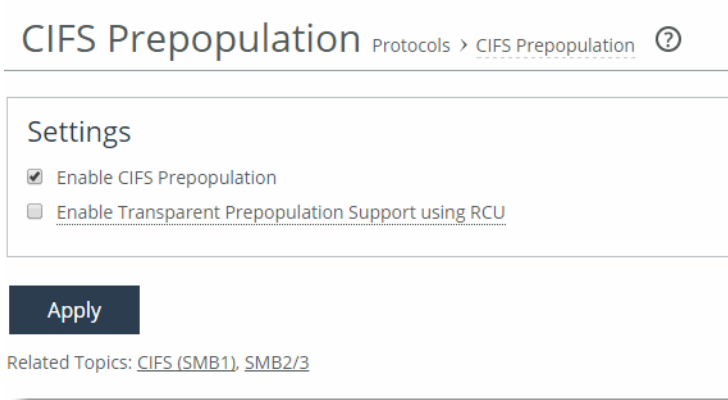 CIFS Prepopulation Protocols › CIFS Prepopulation ?
Settings
Enable CIFS Prepopulation
Enable Transparent Prepopulation Support using RCU
Apply
Related Topics: CIFS (SMB1), SMB2/3